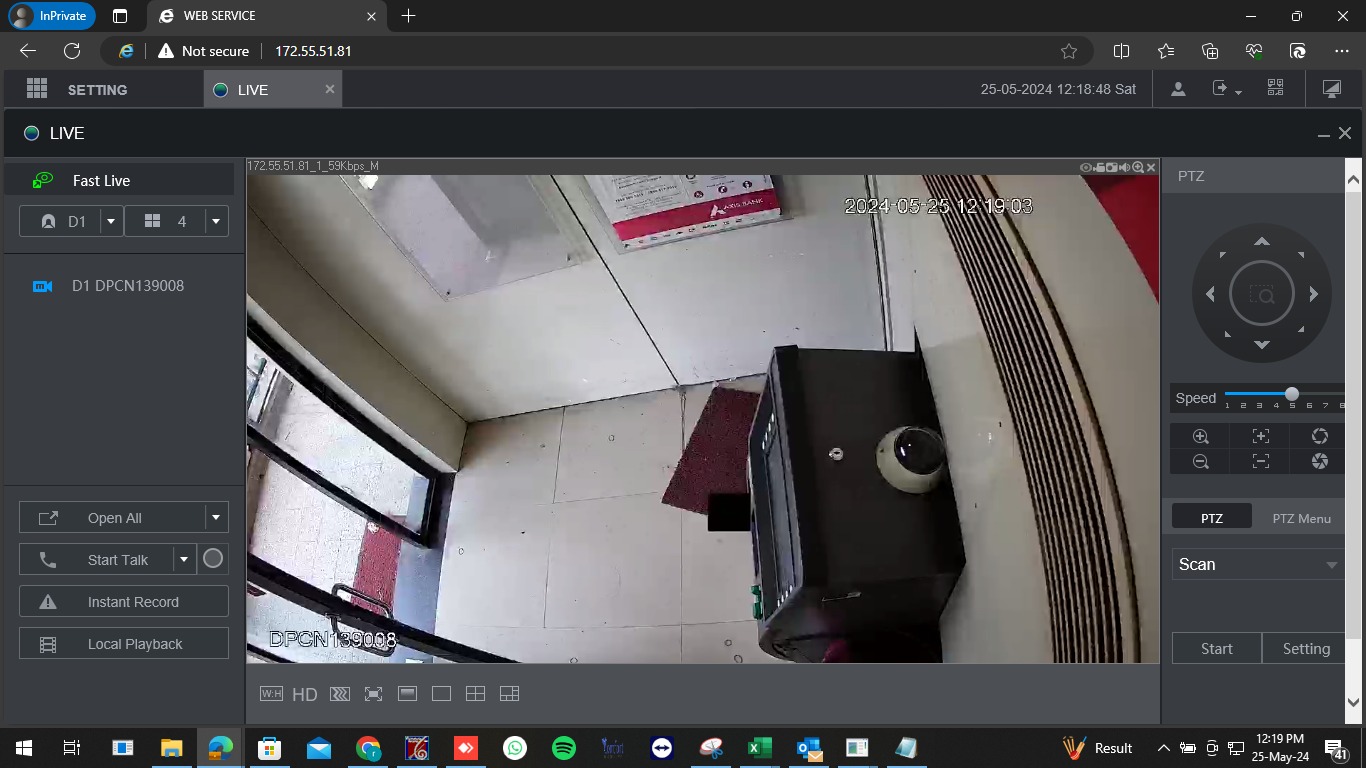 InPrivate
WEB SERVICE
Not secure
172.55.51.81
SETTING
LIVE
25-05-2024 12:18:48 Sat
LIVE
Fast Live
172.55.51.81_1_59Kbps_M
PTZ
D1
4
AXIS BANK
2024-05-25 12:19:03
D1 DPCN139008
Speed
1 2 3 4 5 6 7 8
Open All
PTZ
PTZ Menu
Start Talk
Scan
Instant Record
Local Playback
DPCN139008
Start
Setting
W:H
HD
Result
12:19 PM
25-May-24
41